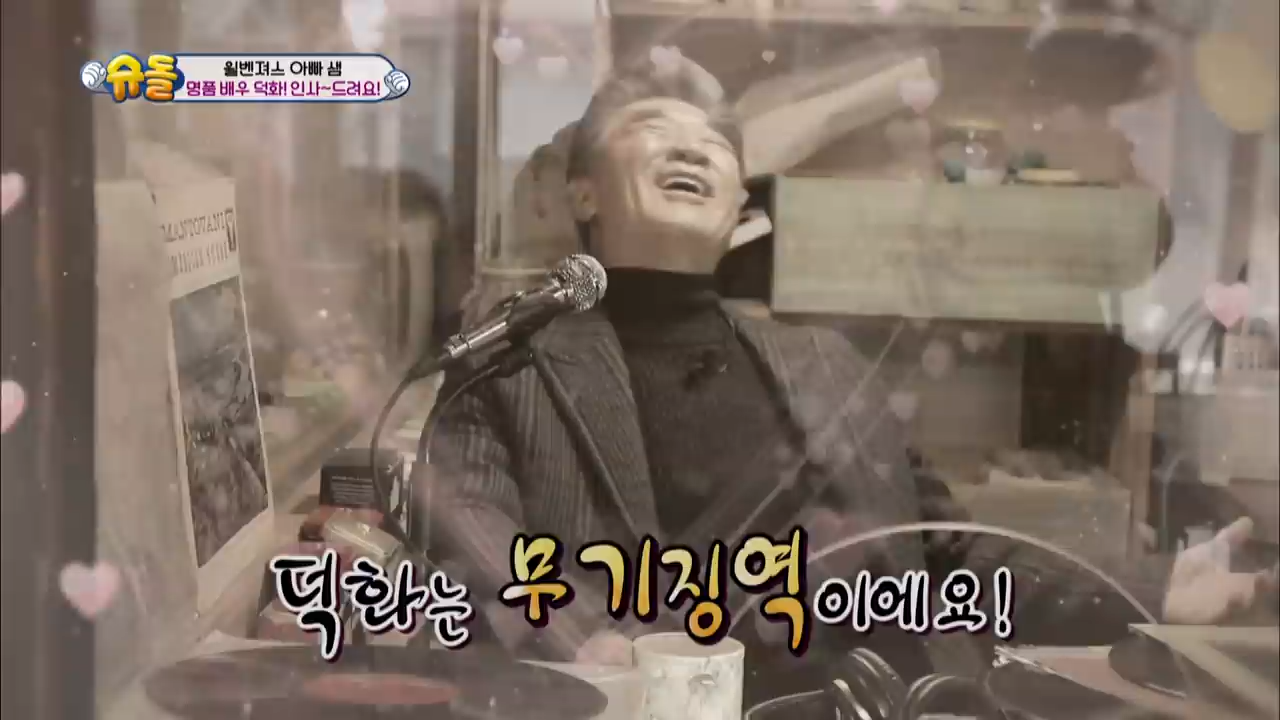 슈돌
윌벤져스 아빠 샘
명품 배우 덕화! 인사~드려요!
덕화는 무기징역이에요!